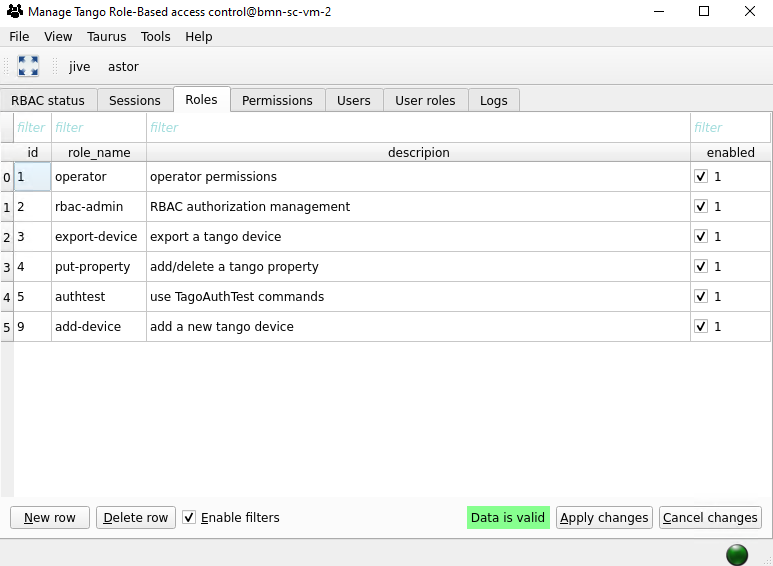 Manage Tango Role-Based access control@bmn-sc-vm-2
File View Taurus Tools Help
jive astor
RBAC status Sessions Roles Permissions Users User roles Logs
filter filter filter filter
id role_name descripion enabled
0 1 operator operator permissions 1
1 2 rbac-admin RBAC authorization management 1
2 3 export-device export a tango device 1
3 4 put-property add/delete a tango property 1
4 5 authtest use TagoAuthTest commands 1
5 9 add-device add a new tango device 1
New row Delete row Enable filters Data is valid Apply changes Cancel changes